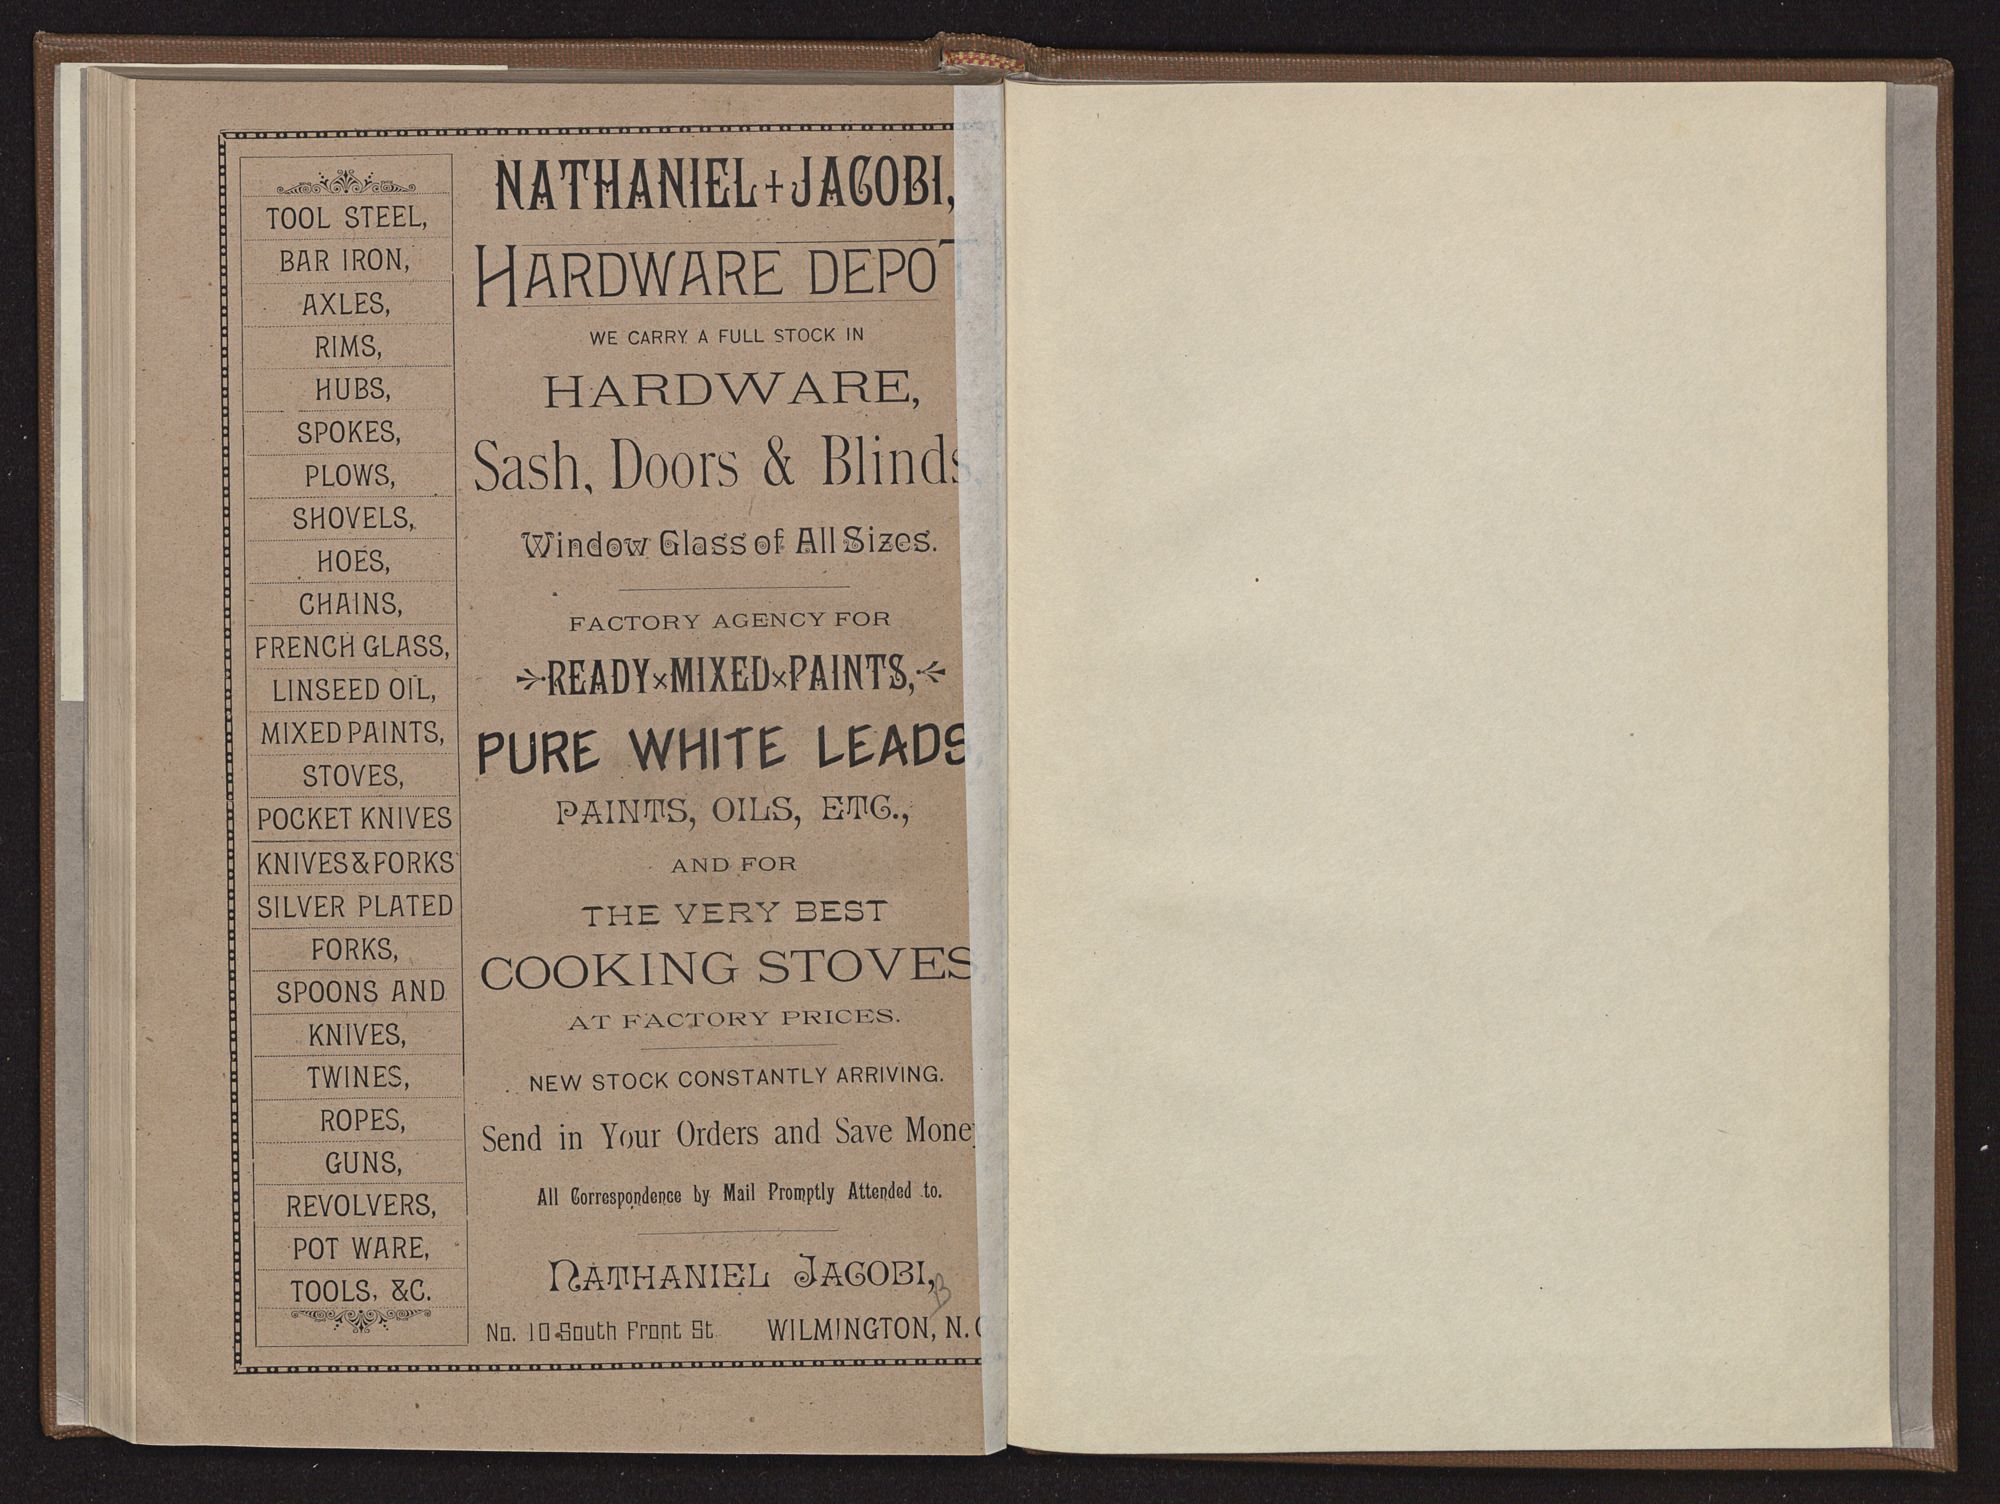 TOOL STEEL,
BAR IRON,
AXLES,
RIMS,
HUBS,
SPOKES,
PLOWS,
SHOVELS,
HOES,
CHAINS,
FRENCH GLASS,
LINSEED OIL,
MIXED PAINTS,
STOVES,
POCKET KNIVES
KNIVES & FORKS
SILVER PLATED
FORKS,
SPOONS AND
KNIVES,
TWINES,
ROPES,
GUNS,
REVOLVERS,
POT WARE,
TOOLS, &C.
NATHANIEL + JACOBI,
HARDWARE DEPOT
WE CARRY A FULL STOCK IN
HARDWARE,
Sash, Doors & Blinds
Window Glass of All Sizes.
FACTORY AGENCY FOR
READY × MIXED × PAINTS,
PURE WHITE LEADS
PAINTS, OILS, ETC.,
AND FOR
THE VERY BEST
COOKING STOVES
AT FACTORY PRICES.
NEW STOCK CONSTANTLY ARRIVING.
Send in Your Orders and Save Money
All Correspondence by Mail Promptly Attended to.
NATHANIEL JACOBI,
B
No. 10 South Front St. WILMINGTON, N. C